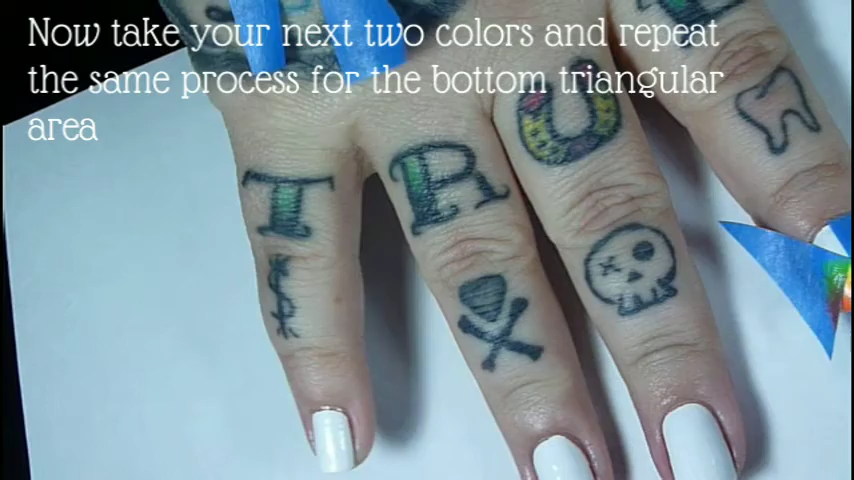 Now take your next two colors and repeat
the same process for the bottom triangular
area
T R U